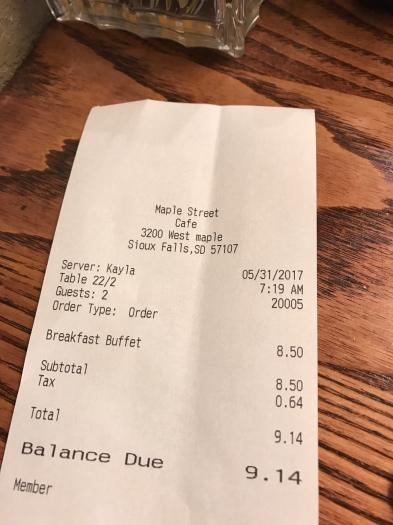 Maple Street
Cafe
3200 West maple
Sioux Falls,SD 57107
Server: Kayla 05/31/2017
Table 22/2 7:19 AM
Guests: 2 20005
Order Type: Order
Breakfast Buffet 8.50
Subtotal 8.50
Tax 0.64
Total 9.14
Balance Due 9.14
Member